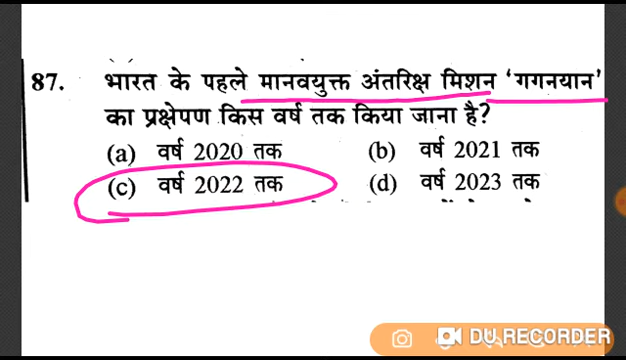 87. भारत के पहले मानवयुक्त अंतरिक्ष मिशन 'गगनयान'
का प्रक्षेपण किस वर्ष तक किया जाना है?
(a) वर्ष 2020 तक (b) वर्ष 2021 तक
(c) वर्ष 2022 तक (d) वर्ष 2023 तक
DU RECORDER